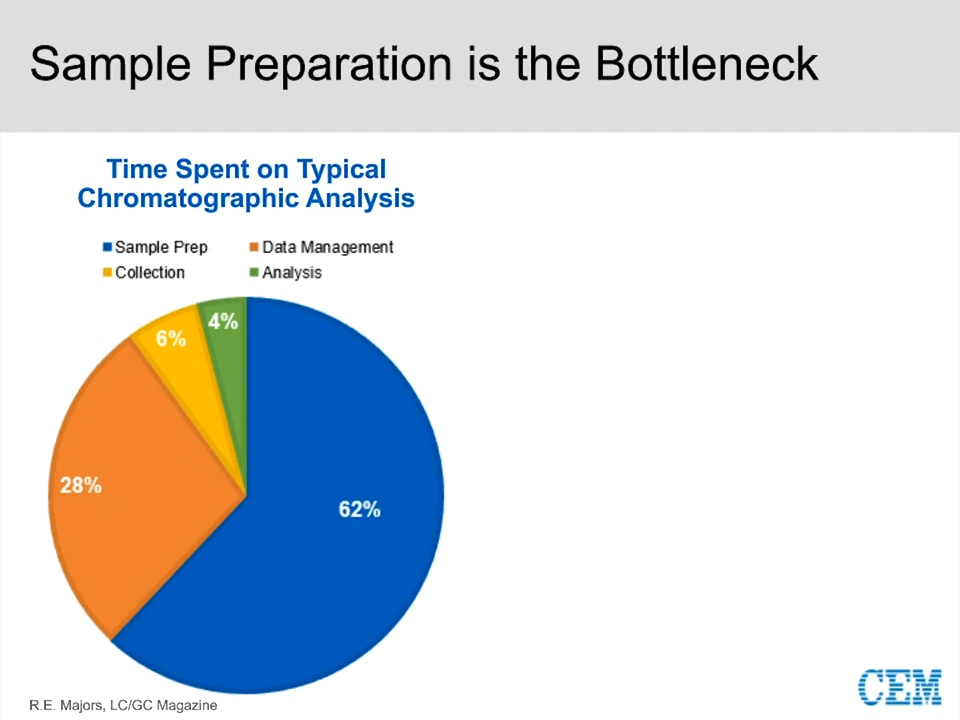 Sample Preparation is the Bottleneck
Time Spent on Typical
Chromatographic Analysis
Sample Prep
Data Management
Collection
Analysis
4%
6%
28%
62%
R.E. Majors, LC/GC Magazine
CEM